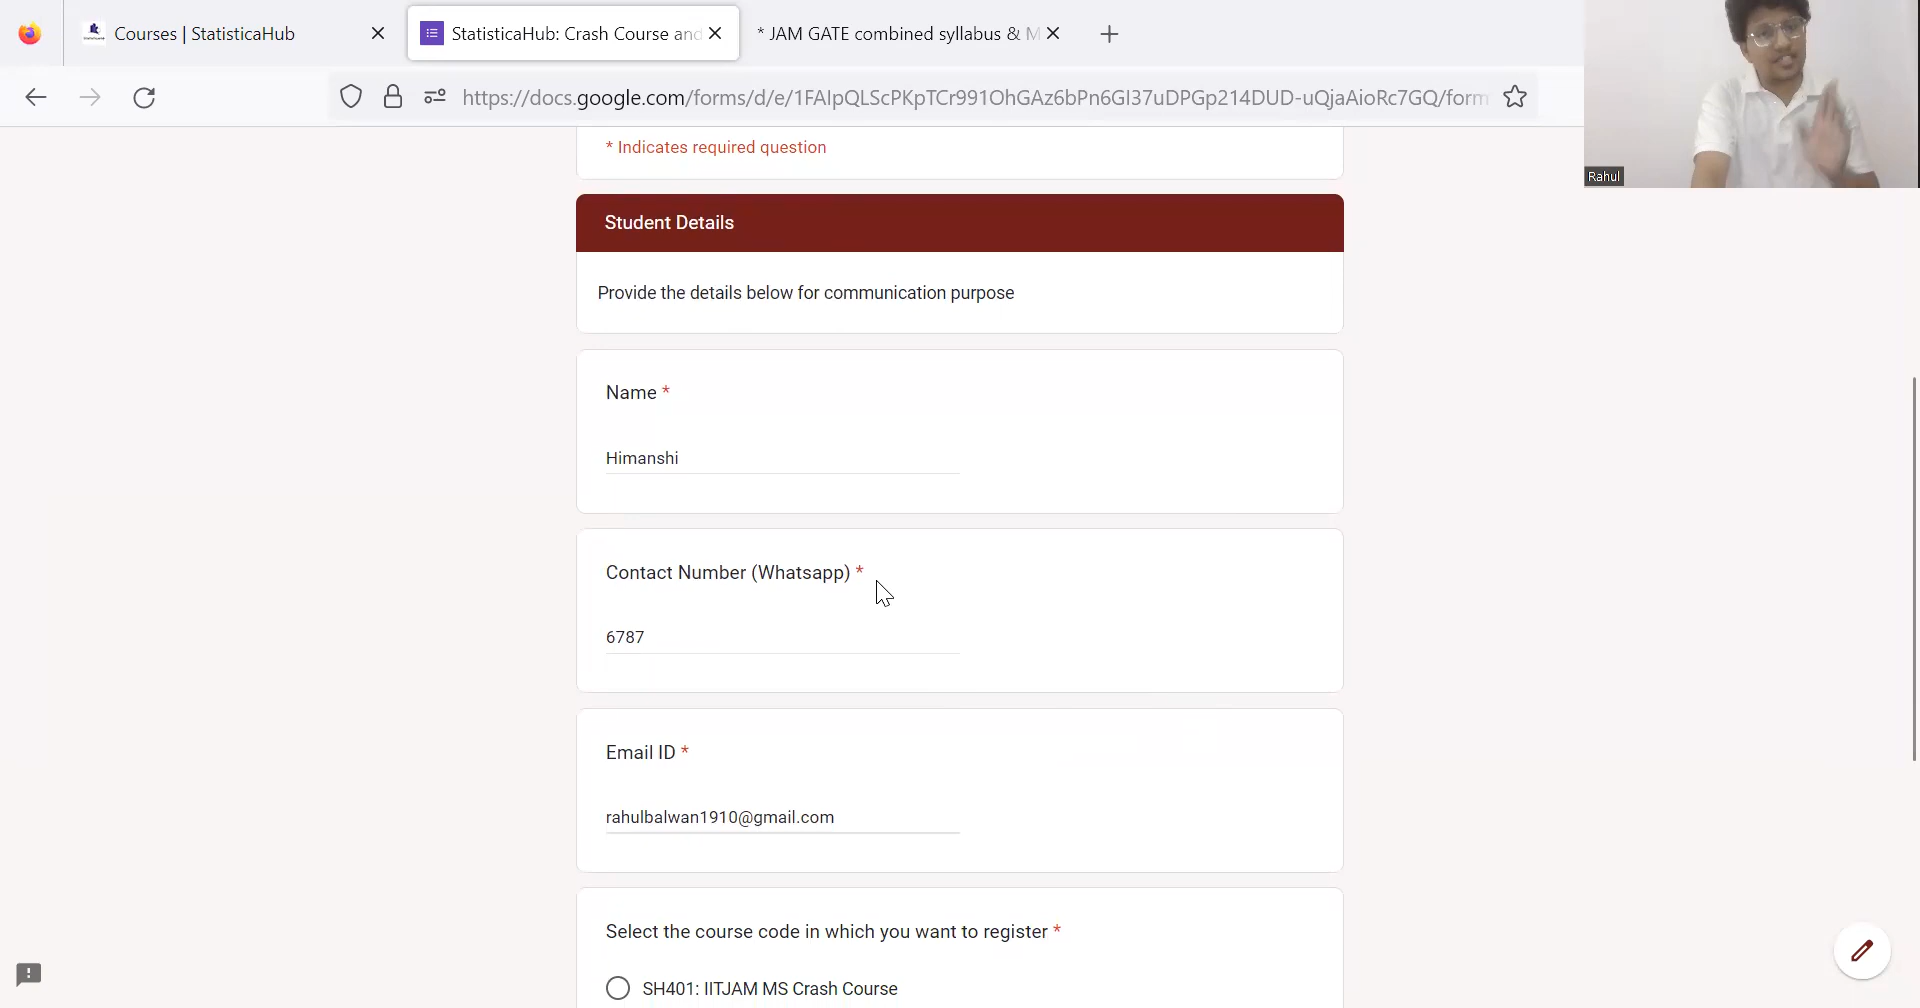 Courses | StatisticaHub
StatisticaHub: Crash Course and
* JAM GATE combined syllabus & M
https://docs.google.com/forms/d/e/1FAIpQLScPKpTCr991OhGAz6bPn6GI37uDPGp214DUD-uQjaAioRc7GQ/form
Rahul
* Indicates required question
Student Details
Provide the details below for communication purpose
Name *
Himanshi
Contact Number (Whatsapp) *
6787
Email ID *
rahulbalwan1910@gmail.com
Select the course code in which you want to register *
SH401: IITJAM MS Crash Course